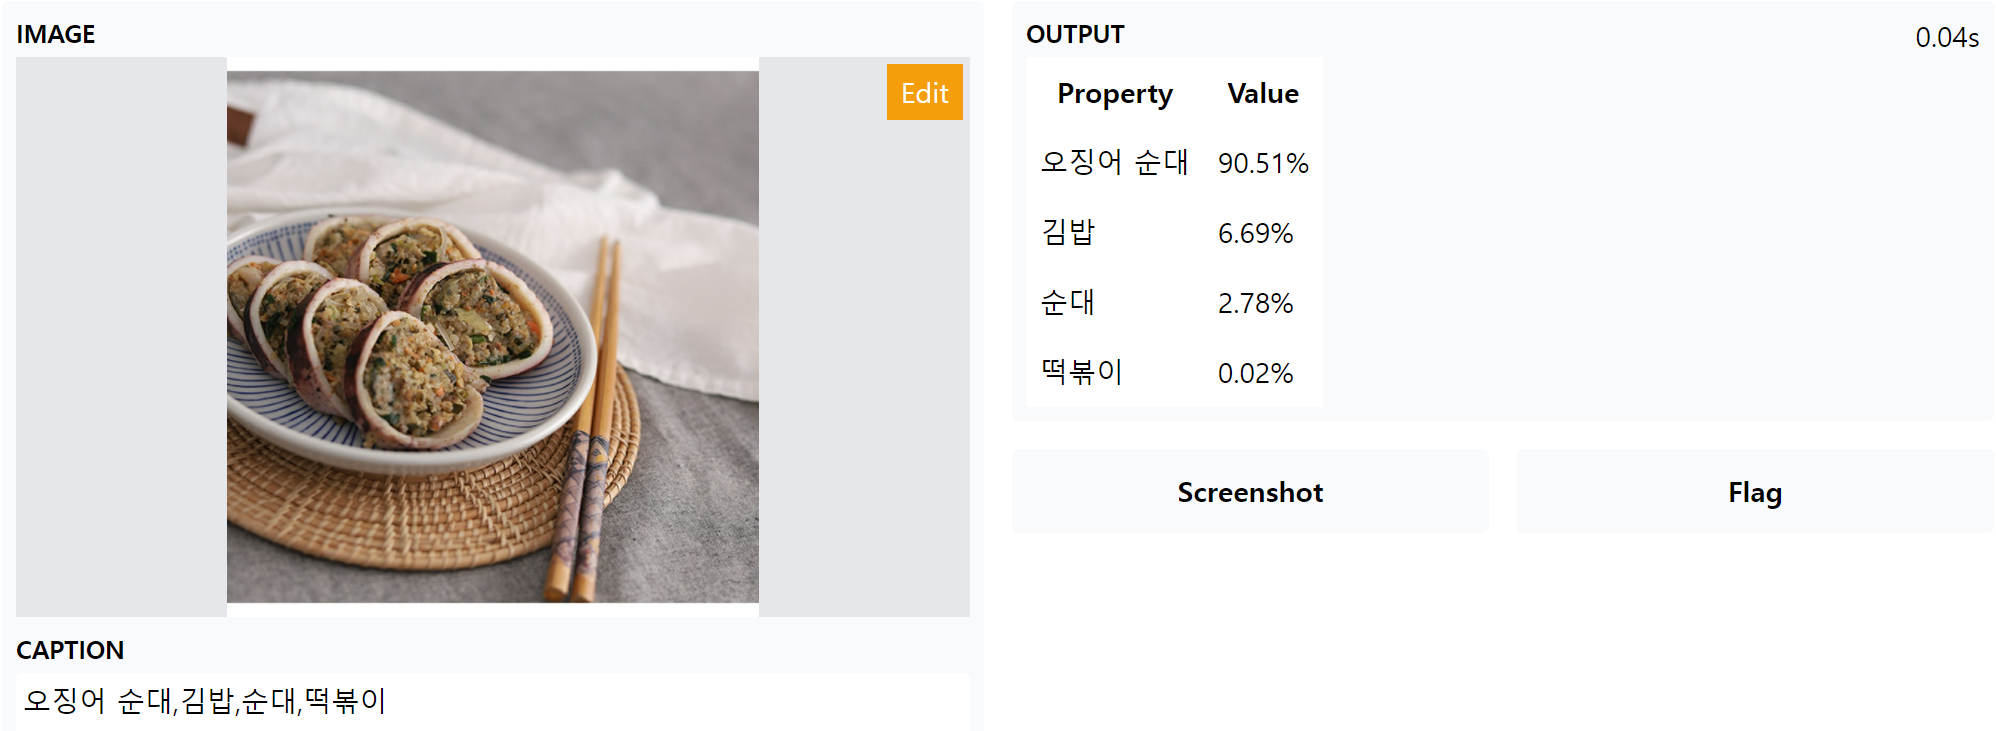 IMAGE
Edit
CAPTION
오징어 순대,김밥,순대,떡볶이
OUTPUT
0.04s
Property Value
오징어 순대 90.51%
김밥 6.69%
순대 2.78%
떡볶이 0.02%
Screenshot
Flag